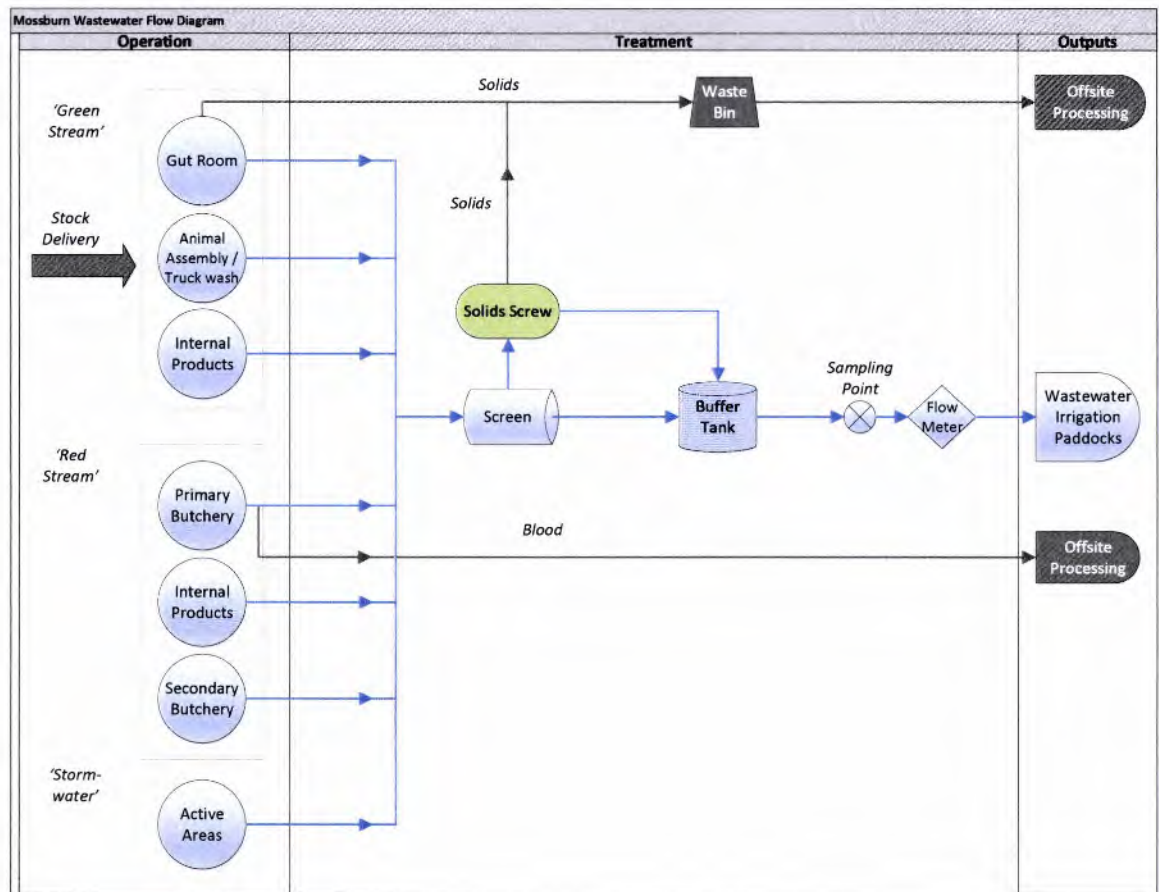 Mossburn Wastewater Flow Diagram
Operation
Treatment
Outputs
'Green
Stream'
Gut Room
Solids
Waste
Bin
Offsite
Processing
Stock
Delivery
Animal
Assembly /
Truck wash
Solids
Internal
Products
Solids Screw
Screen
Buffer
Tank
Sampling
Point
Flow
Meter
Wastewater
Irrigation
Paddocks
'Red
Stream'
Primary
Butchery
Blood
Offsite
Processing
Internal
Products
Secondary
Butchery
'Storm-
water'
Active
Areas